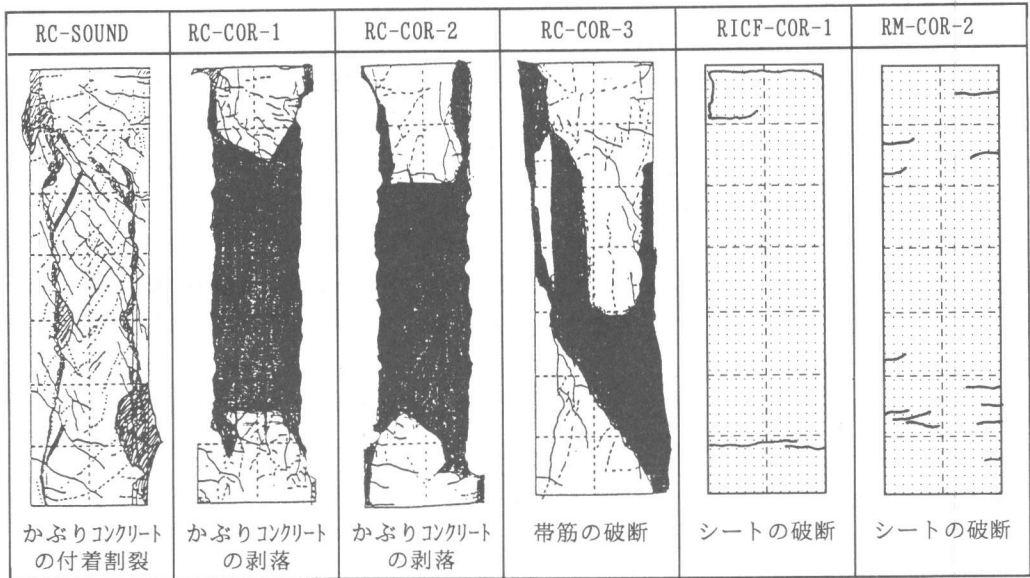 RC-SOUND
RC-COR-1
RC-COR-2
RC-COR-3
RICF-COR-1
RM-COR-2
かぶりコンクリート
の付着割裂
かぶりコンクリート
の剥落
かぶりコンクリート
の剥落
帯筋の破断
シートの破断
シートの破断